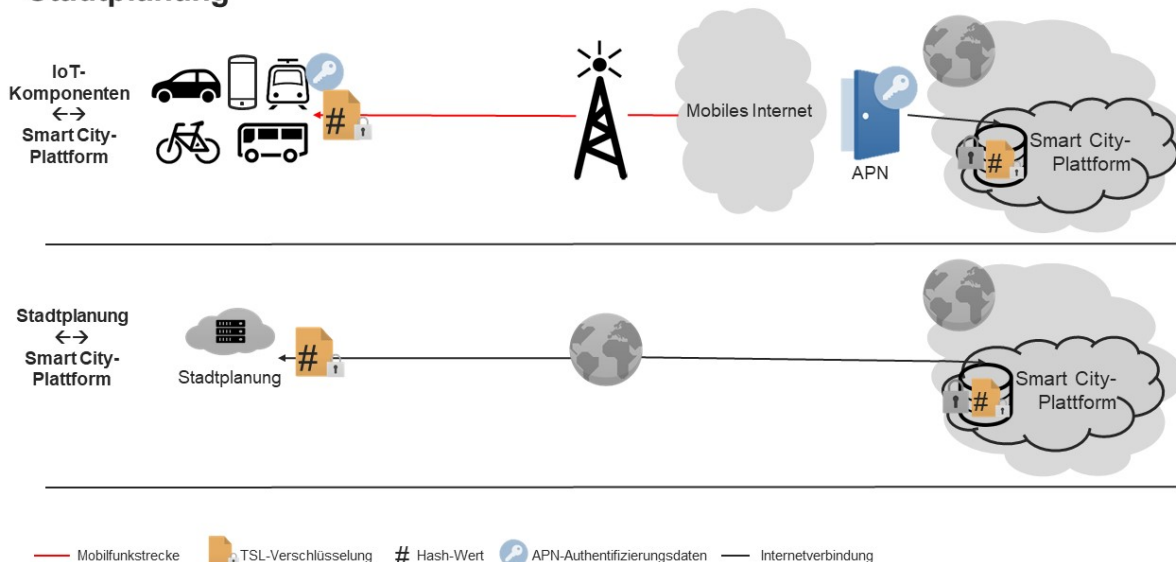 Stadtplanung
IoT-
Komponenten
←→
Smart City-
Plattform
#
Mobiles Internet
APN
#
Smart City-
Plattform
Stadtplanung
←→
Smart City-
Plattform
Stadtplanung
#
#
Smart City-
Plattform
Mobilfunkstrecke
TSL-Verschlüsselung
# Hash-Wert
APN-Authentifizierungsdaten
Internetverbindung